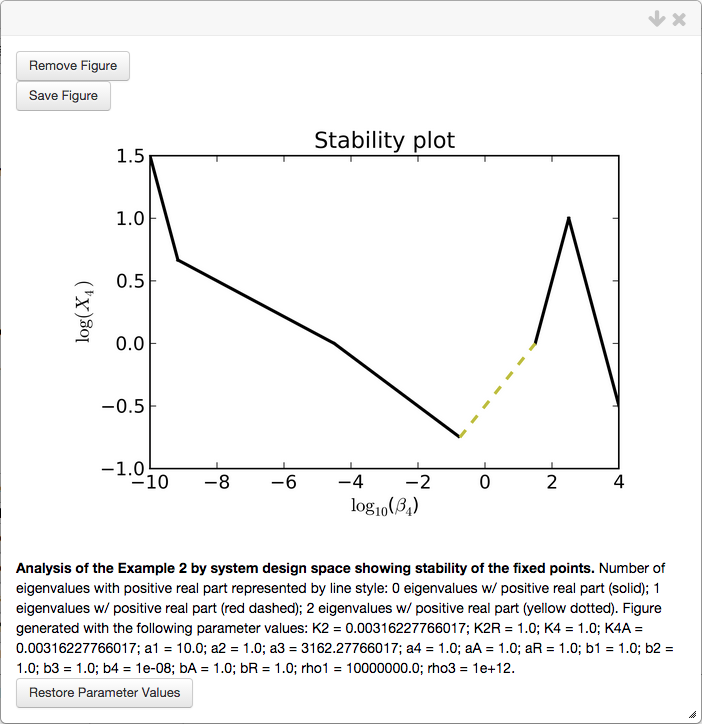 Remove Figure
Save Figure
Stability plot
1.5
1.0
0.5
0.0
−0.5
−1.0
log(X₄)
−10 −8 −6 −4 −2 0 2 4
log₁₀(β₄)
Analysis of the Example 2 by system design space showing stability of the fixed points. Number of
eigenvalues with positive real part represented by line style: 0 eigenvalues w/ positive real part (solid); 1
eigenvalues w/ positive real part (red dashed); 2 eigenvalues w/ positive real part (yellow dotted). Figure
generated with the following parameter values: K2 = 0.00316227766017; K2R = 1.0; K4 = 1.0; K4A =
0.00316227766017; a1 = 10.0; a2 = 1.0; a3 = 3162.27766017; a4 = 1.0; aA = 1.0; aR = 1.0; b1 = 1.0; b2 =
1.0; b3 = 1.0; b4 = 1e-08; bA = 1.0; bR = 1.0; rho1 = 10000000.0; rho3 = 1e+12.
Restore Parameter Values